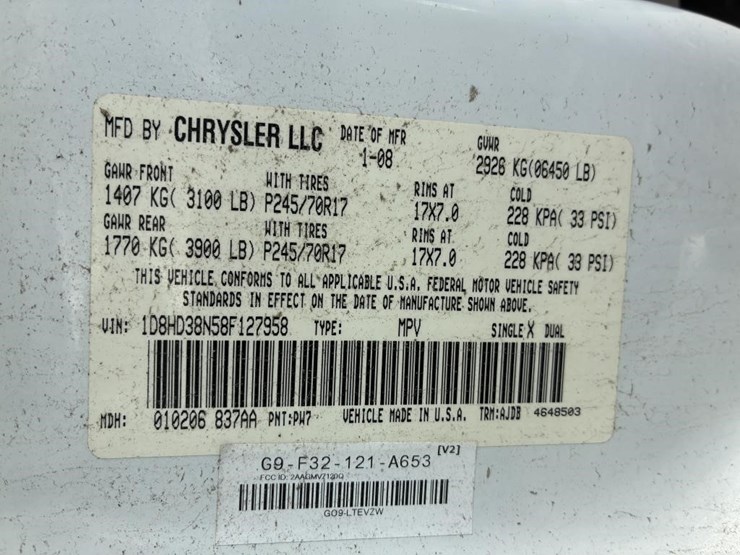 MFD BY CHRYSLER LLC DATE OF MFR GVWR
1-08 2926 KG(06450 LB)
GAWR FRONT WITH TIRES RIMS AT COLD
1407 KG( 3100 LB) P245/70R17 17X7.0 228 KPA( 33 PSI)
GAWR REAR WITH TIRES RIMS AT COLD
1770 KG( 3900 LB) P245/70R17 17X7.0 228 KPA( 33 PSI)
THIS VEHICLE CONFORMS TO ALL APPLICABLE U.S.A. FEDERAL MOTOR VEHICLE SAFETY
STANDARDS IN EFFECT ON THE DATE OF MANUFACTURE SHOWN ABOVE.
VIN: 1D8HD38N58F127958 TYPE: MPV SINGLE X DUAL
MDH: 010206 837AA PNT:PW7 VEHICLE MADE IN U.S.A. TRM:AJDB 4648503
[V2]
G9-F32-121-A653
FCC ID:
GO9-LTEVZW